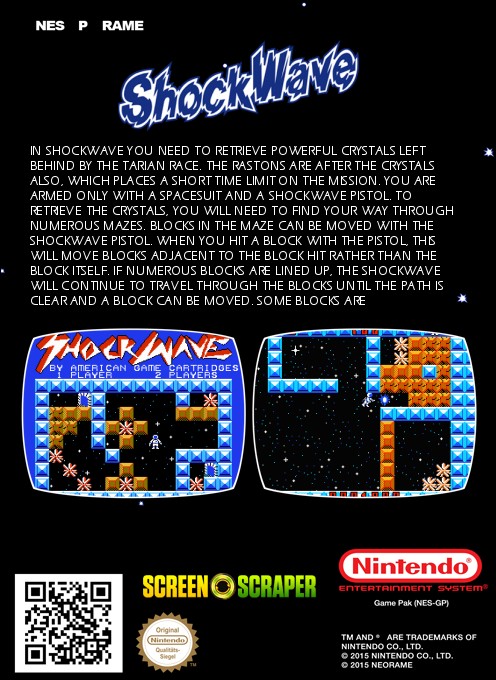 NES P RAME
ShockWave
IN SHOCKWAVE YOU NEED TO RETRIEVE POWERFUL CRYSTALS LEFT
BEHIND BY THE TARIAN RACE. THE RASTONS ARE AFTER THE CRYSTALS
ALSO, WHICH PLACES A SHORT TIME LIMIT ON THE MISSION. YOU ARE
ARMED ONLY WITH A SPACESUIT AND A SHOCKWAVE PISTOL. TO
RETRIEVE THE CRYSTALS, YOU WILL NEED TO FIND YOUR WAY THROUGH
NUMEROUS MAZES. BLOCKS IN THE MAZE CAN BE MOVED WITH THE
SHOCKWAVE PISTOL. WHEN YOU HIT A BLOCK WITH THE PISTOL, THIS
WILL MOVE BLOCKS ADJACENT TO THE BLOCK HIT RATHER THAN THE
BLOCK ITSELF. IF NUMEROUS BLOCKS ARE LINED UP, THE SHOCKWAVE
WILL CONTINUE TO TRAVEL THROUGH THE BLOCKS UNTIL THE PATH IS
CLEAR AND A BLOCK CAN BE MOVED. SOME BLOCKS ARE
SHOCK WAVE
BY AMERICAN GAME CARTRIDGES
1 PLAYER 2 PLAYERS
SCREEN SCRAPER
Original
Nintendo
Qualitäts-
Siegel
TM
Nintendo®
ENTERTAINMENT SYSTEM®
Game Pak (NES-GP)
TM AND ® ARE TRADEMARKS OF
NINTENDO CO., LTD.
© 2015 NINTENDO CO., LTD.
© 2015 NEORAME